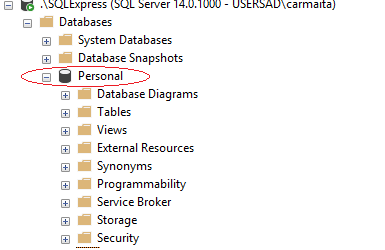 .\SQLExpress (SQL Server 14.0.1000 - USERSAD\carmaita)
Databases
System Databases
Database Snapshots
Personal
Database Diagrams
Tables
Views
External Resources
Synonyms
Programmability
Service Broker
Storage
Security